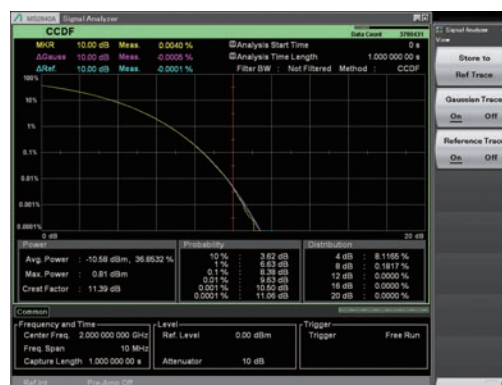 MS2840A Signal Analyzer
CCDF
Data Count 3780431
MKR 10.00 dB Meas. 0.0040 %
ΔGauss 10.00 dB Meas. -0.0005 %
ΔRef. 10.00 dB Meas. -0.0001 %
Analysis Start Time 0 s
Analysis Time Length 1.000 000 00 s
Filter BW : Not Filtered Method : CCDF
100%
10%
1%
0.1%
0.01%
0.001%
0.0001%
0 dB 20 dB
Power
Avg. Power : -10.58 dBm, 36.8532 %
Max. Power : 0.81 dBm
Crest Factor : 11.39 dB
Probability
10 % : 3.62 dB
1 % : 6.63 dB
0.1 % : 8.38 dB
0.01 % : 9.63 dB
0.001 % : 10.50 dB
0.0001 % : 11.06 dB
Distribution
4 dB : 8.1165 %
8 dB : 0.1817 %
12 dB : 0.0000 %
16 dB : 0.0000 %
20 dB : 0.0000 %
Common
Frequency and Time
Center Freq. 2.000 000 000 GHz
Freq. Span 10 MHz
Capture Length 1.000 000 00 s
Level
Ref. Level 0.00 dBm
Attenuator 10 dB
Trigger
Trigger Free Run
Ref.Int Pre-Amp Off
Signal Analyzer
View
Store to
Ref Trace
Gaussian Trace
On Off
Reference Trace
On Off